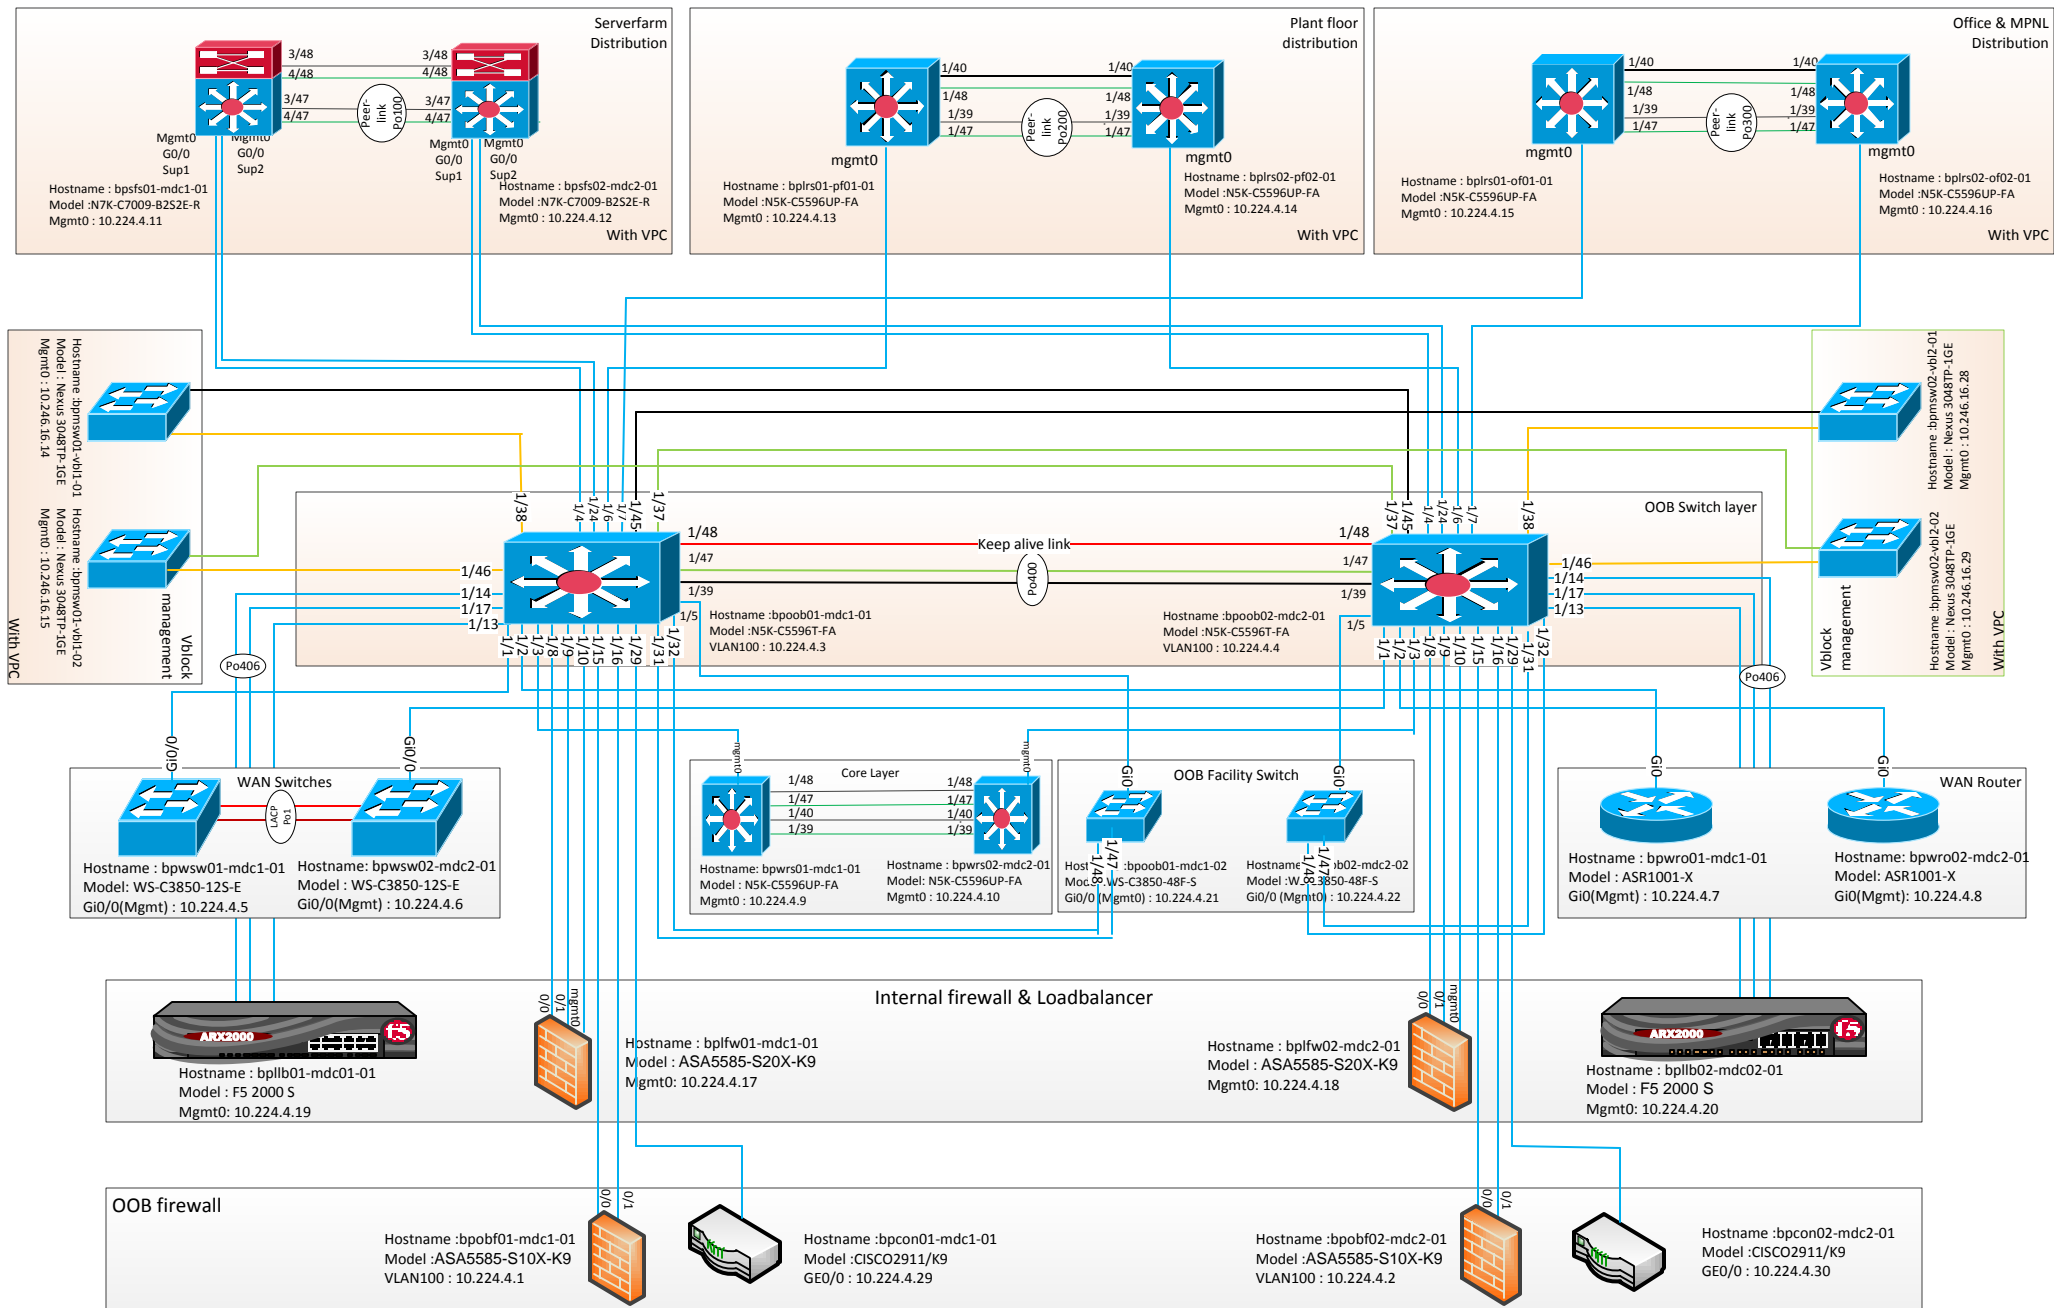 Serverfarm
Distribution
3/48
4/48
3/47
4/47
3/48
4/48
3/47
4/47
Peer-
link
Po100
Mgmt0
G0/0
Sup1
Mgmt0
G0/0
Sup2
Mgmt0
G0/0
Sup1
Mgmt0
G0/0
Sup2
Hostname : bpsfs01-mdc1-01
Model :N7K-C7009-B2S2E-R
Mgmt0 : 10.224.4.11
Hostname : bpsfs02-mdc2-01
Model :N7K-C7009-B2S2E-R
Mgmt0 : 10.224.4.12
With VPC
Plant floor
distribution
1/40
1/48
1/39
1/47
1/40
1/48
1/39
1/47
Peer-
link
Po200
mgmt0
mgmt0
Hostname : bplrs01-pf01-01
Model :N5K-C5596UP-FA
Mgmt0 : 10.224.4.13
Hostname : bplrs02-pf02-01
Model :N5K-C5596UP-FA
Mgmt0 : 10.224.4.14
With VPC
Office & MPNL
Distribution
1/40
1/48
1/39
1/47
1/40
1/48
1/39
1/47
Peer-
link
Po300
mgmt0
mgmt0
Hostname : bplrs01-of01-01
Model :N5K-C5596UP-FA
Mgmt0 : 10.224.4.15
Hostname : bplrs02-of02-01
Model :N5K-C5596UP-FA
Mgmt0 : 10.224.4.16
With VPC
Hostname :bpmsw01-vbl1-01
Model : Nexus 3048TP-1GE
Mgmt0 : 10.246.16.14
Hostname :bpmsw01-vbl1-02
Model : Nexus 3048TP-1GE
Mgmt0 : 10.246.16.15
Vblock
management
With VPC
Hostname :bpmsw02-vbl2-01
Model : Nexus 3048TP-1GE
Mgmt0 : 10.246.16.28
Hostname :bpmsw02-vbl2-02
Model : Nexus 3048TP-1GE
Mgmt0 : 10.246.16.29
Vblock
management
With VPC
OOB Switch layer
1/38
1/4
1/24
1/6
1/7
1/45
1/37
1/48
1/47
1/39
1/5
1/46
1/14
1/17
1/13
1/1
1/2
1/3
1/8
1/9
1/10
1/15
1/16
1/29
1/31
1/32
Keep alive link
Po400
Hostname :bpoob01-mdc1-01
Model :N5K-C5596T-FA
VLAN100 : 10.224.4.3
Hostname :bpoob02-mdc2-01
Model :N5K-C5596T-FA
VLAN100 : 10.224.4.4
1/37
1/45
1/4
1/24
1/6
1/7
1/38
1/48
1/47
1/39
1/5
1/46
1/14
1/17
1/13
1/1
1/2
1/3
1/8
1/9
1/10
1/15
1/16
1/29
1/31
1/32
Po406
Po406
Gi0/0
Gi0/0
WAN Switches
LACP
Po1
Hostname : bpwsw01-mdc1-01
Model: WS-C3850-12S-E
Gi0/0(Mgmt) : 10.224.4.5
Hostname: bpwsw02-mdc2-01
Model : WS-C3850-12S-E
Gi0/0(Mgmt) : 10.224.4.6
mgmt0
mgmt0
Core Layer
1/48
1/47
1/40
1/39
1/48
1/47
1/40
1/39
Hostname: bpwrs01-mdc1-01
Model : N5K-C5596UP-FA
Mgmt0 : 10.224.4.9
Hostname : bpwrs02-mdc2-01
Model: N5K-C5596UP-FA
Mgmt0 : 10.224.4.10
Gi0
Gi0
OOB Facility Switch
1/48
1/47
1/48
1/47
bpoob01-mdc1-02
WS-C3850-48F-S
Gi0/0 (Mgmt0) : 10.224.4.21
ob02-mdc2-02
3850-48F-S
Gi0/0 (Mgmt0) : 10.224.4.22
Gi0
Gi0
WAN Router
Hostname: bpwro01-mdc1-01
Model : ASR1001-X
Gi0(Mgmt) : 10.224.4.7
Hostname: bpwro02-mdc2-01
Model: ASR1001-X
Gi0(Mgmt): 10.224.4.8
Internal firewall & Loadbalancer
ARX2000
f5
Hostname : bpllb01-mdc01-01
Model : F5 2000 S
Mgmt0: 10.224.4.19
0/0
0/1
mgmt0
Hostname : bplfw01-mdc1-01
Model : ASA5585-S20X-K9
Mgmt0: 10.224.4.17
0/0
0/1
mgmt0
Hostname : bplfw02-mdc2-01
Model : ASA5585-S20X-K9
Mgmt0: 10.224.4.18
ARX2000
f5
Hostname : bpllb02-mdc02-01
Model : F5 2000 S
Mgmt0: 10.224.4.20
OOB firewall
0/0
0/1
Hostname :bpobf01-mdc1-01
Model :ASA5585-S10X-K9
VLAN100 : 10.224.4.1
Hostname :bpcon01-mdc1-01
Model :CISCO2911/K9
GE0/0 : 10.224.4.29
0/0
0/1
Hostname :bpobf02-mdc2-01
Model :ASA5585-S10X-K9
VLAN100 : 10.224.4.2
Hostname :bpcon02-mdc2-01
Model :CISCO2911/K9
GE0/0 : 10.224.4.30